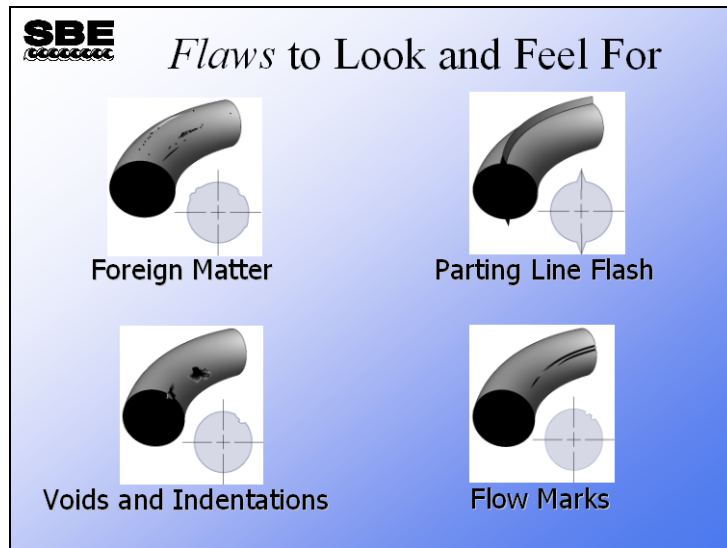 SBE
Flaws to Look and Feel For
Foreign Matter
Parting Line Flash
Voids and Indentations
Flow Marks